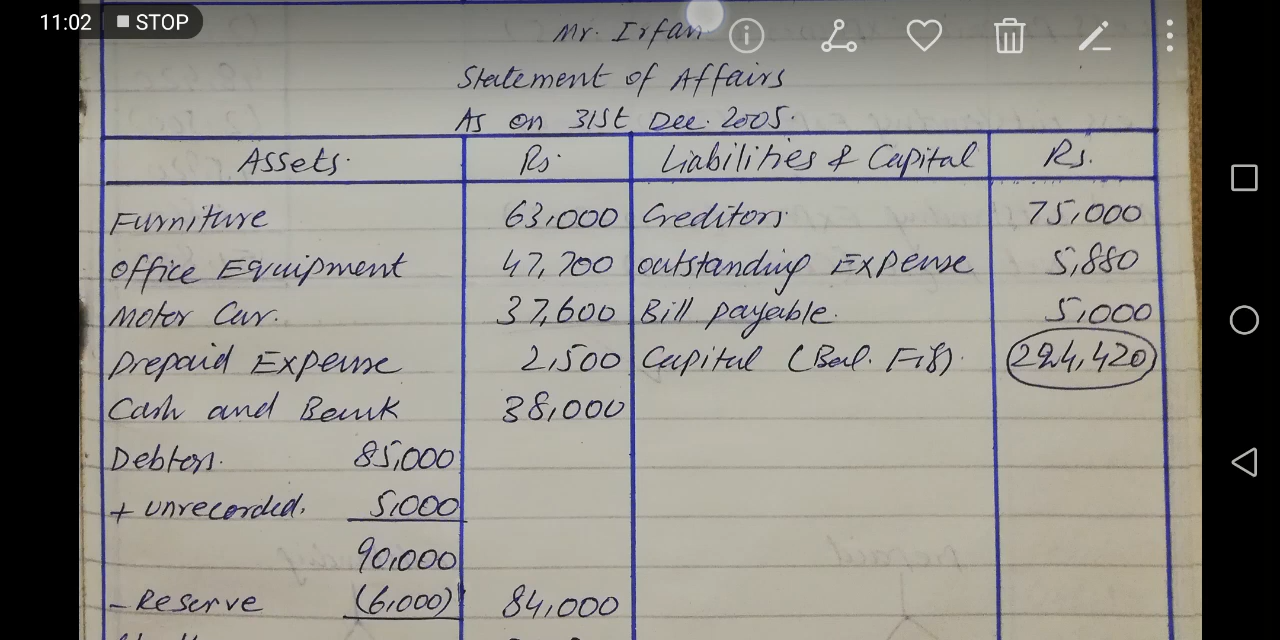 11:02 STOP
Mr. Irfan
Statement of Affairs
As on 31st Dec. 2005.
Assets. Rs. Liabilities & Capital Rs.
Furniture 63,000 Creditors 75,000
Office Equipment 47,700 outstanding Expense 5,880
Motor Car. 37,600 Bill payable. 5,000
Prepaid Expense 2,500 Capital (Bal. Fig). 224,420
Cash and Bank 38,000
Debtors. 85,000
+ unrecorded. 5,000
90,000
- Reserve (6,000) 84,000